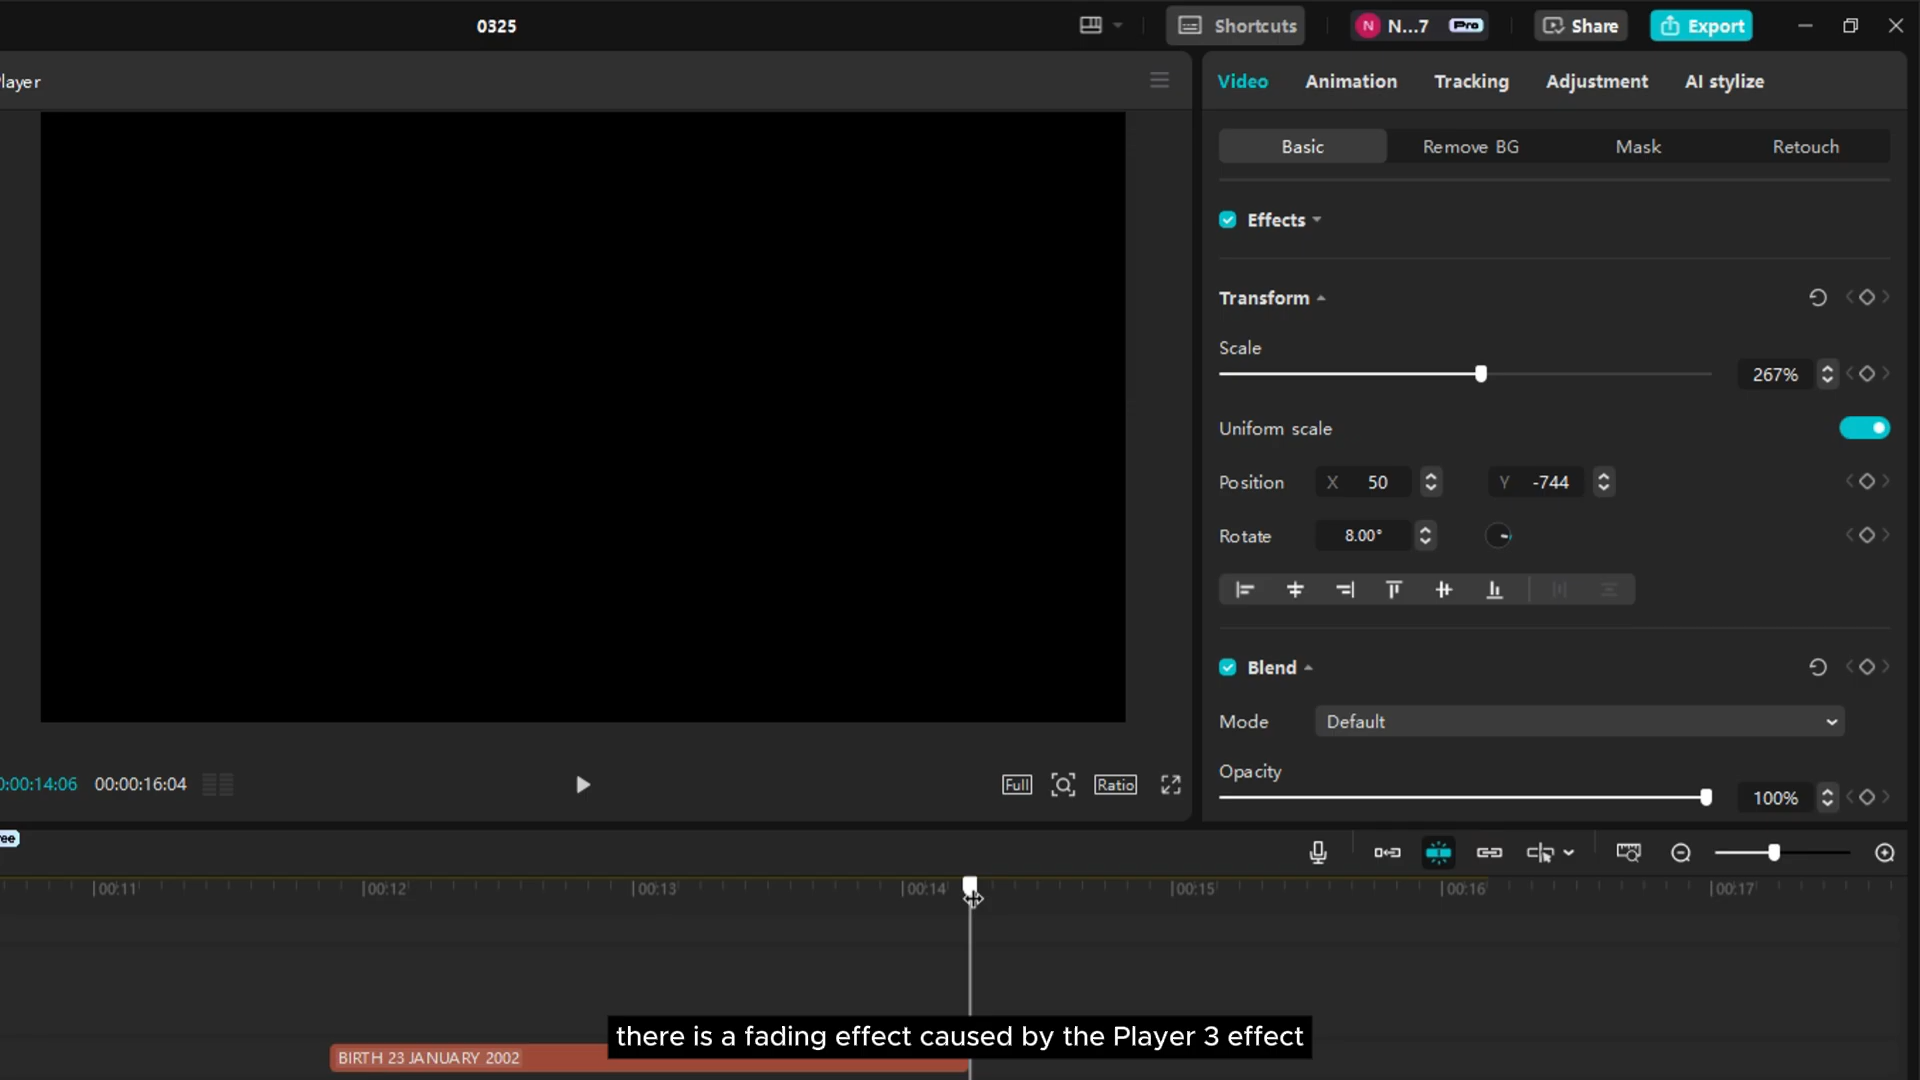 0325
Shortcuts
N...7
Pro
Share
Export
layer
Video
Animation
Tracking
Adjustment
AI stylize
Basic
Remove BG
Mask
Retouch
Effects
Transform
Scale
267%
Uniform scale
Position
X 50
Y -744
Rotate
8.00°
Blend
Mode
Default
Opacity
100%
0:00:14:06
00:00:16:04
Full
Ratio
ree
00:11
00:12
00:13
00:14
00:15
00:16
00:17
there is a fading effect caused by the Player 3 effect
BIRTH 23 JANUARY 2002